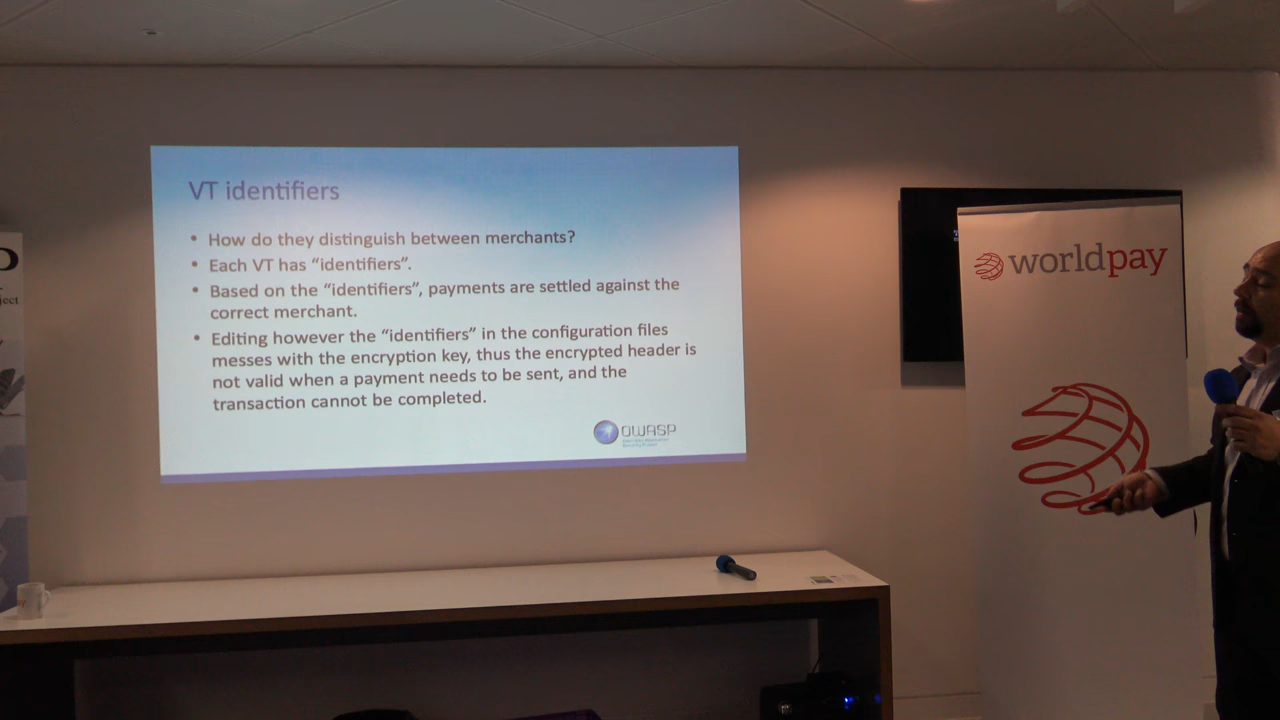 VT identifiers
• How do they distinguish between merchants?
• Each VT has “identifiers”.
• Based on the “identifiers”, payments are settled against the
correct merchant.
• Editing however the “identifiers” in the configuration files
messes with the encryption key, thus the encrypted header is
not valid when a payment needs to be sent, and the
transaction cannot be completed.
OWASP
worldpay